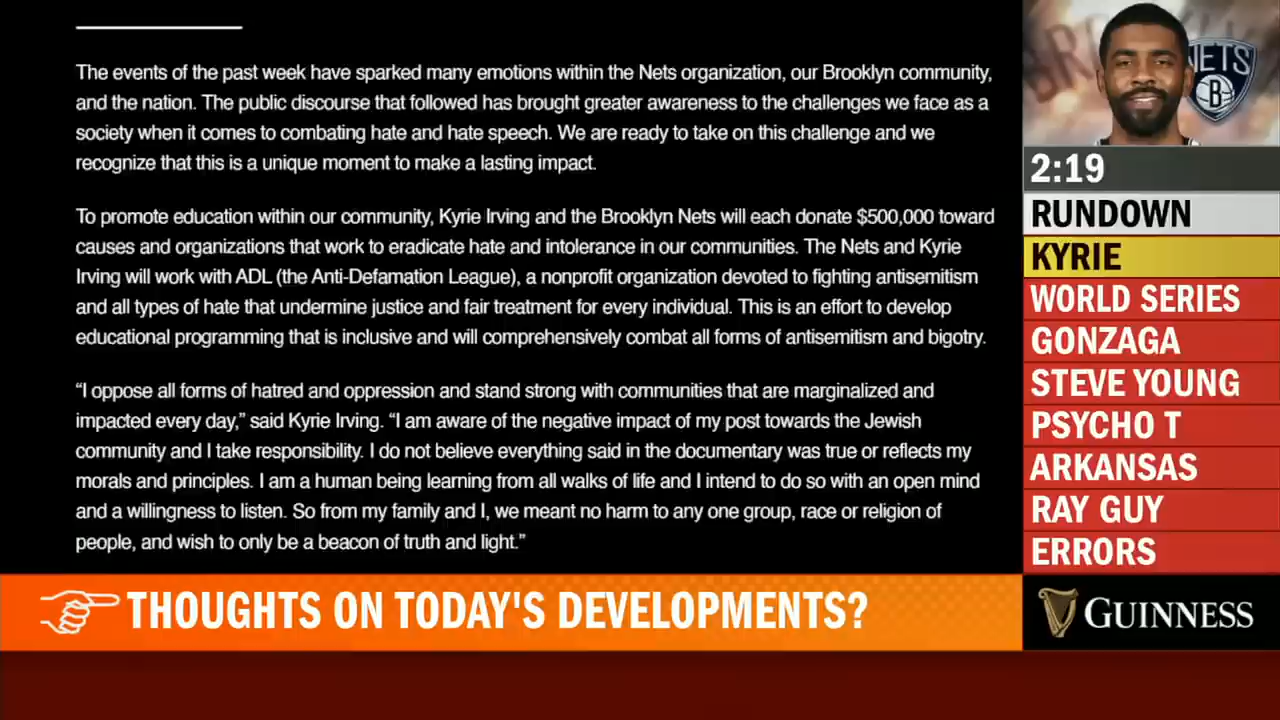 The events of the past week have sparked many emotions within the Nets organization, our Brooklyn community,
and the nation. The public discourse that followed has brought greater awareness to the challenges we face as a
society when it comes to combating hate and hate speech. We are ready to take on this challenge and we
recognize that this is a unique moment to make a lasting impact.
To promote education within our community, Kyrie Irving and the Brooklyn Nets will each donate $500,000 toward
causes and organizations that work to eradicate hate and intolerance in our communities. The Nets and Kyrie
Irving will work with ADL (the Anti-Defamation League), a nonprofit organization devoted to fighting antisemitism
and all types of hate that undermine justice and fair treatment for every individual. This is an effort to develop
educational programming that is inclusive and will comprehensively combat all forms of antisemitism and bigotry.
“I oppose all forms of hatred and oppression and stand strong with communities that are marginalized and
impacted every day,” said Kyrie Irving. “I am aware of the negative impact of my post towards the Jewish
community and I take responsibility. I do not believe everything said in the documentary was true or reflects my
morals and principles. I am a human being learning from all walks of life and I intend to do so with an open mind
and a willingness to listen. So from my family and I, we meant no harm to any one group, race or religion of
people, and wish to only be a beacon of truth and light.”
THOUGHTS ON TODAY'S DEVELOPMENTS?
NETS
B
2:19
RUNDOWN
KYRIE
WORLD SERIES
GONZAGA
STEVE YOUNG
PSYCHO T
ARKANSAS
RAY GUY
ERRORS
GUINNESS